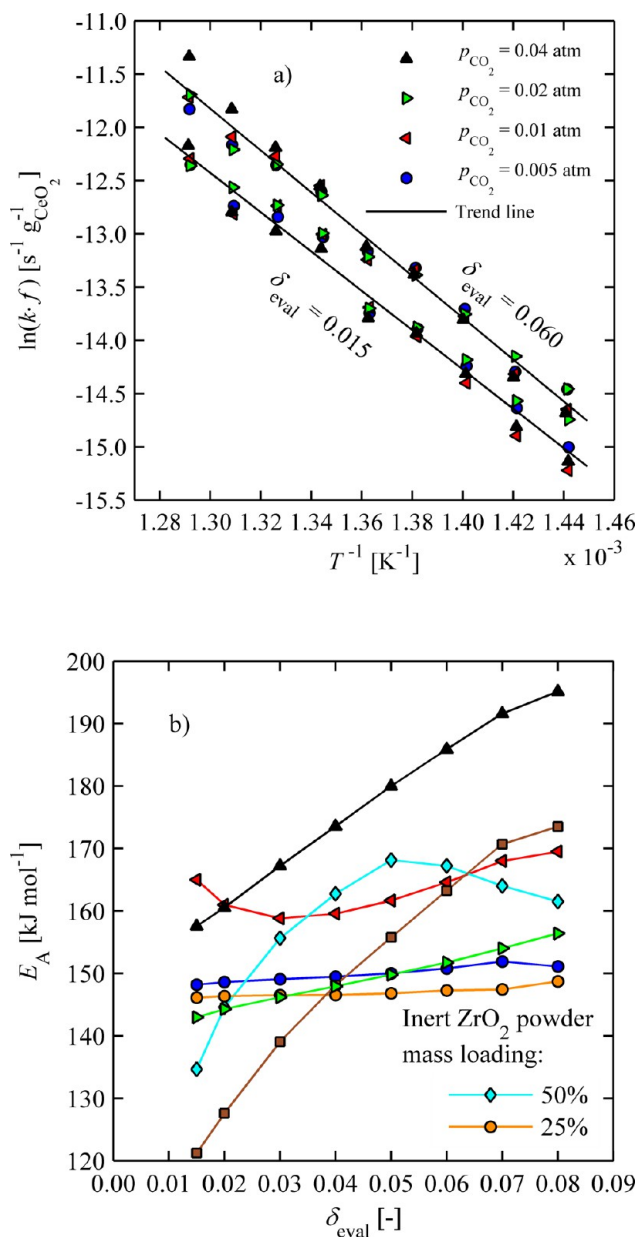 -11.0
-11.5
-12.0
-12.5
-13.0
-13.5
-14.0
-14.5
-15.0
-15.5
ln(k·f) [s⁻¹ g⁻¹CeO₂]
a)
pCO₂ = 0.04 atm
pCO₂ = 0.02 atm
pCO₂ = 0.01 atm
pCO₂ = 0.005 atm
Trend line
δeval = 0.060
δeval = 0.015
1.28 1.30 1.32 1.34 1.36 1.38 1.40 1.42 1.44 1.46
T⁻¹ [K⁻¹]
x 10⁻³
200
190
180
170
160
150
140
130
120
EA [kJ mol⁻¹]
b)
Inert ZrO₂ powder
mass loading:
50%
25%
0.00 0.01 0.02 0.03 0.04 0.05 0.06 0.07 0.08 0.09
δeval [-]